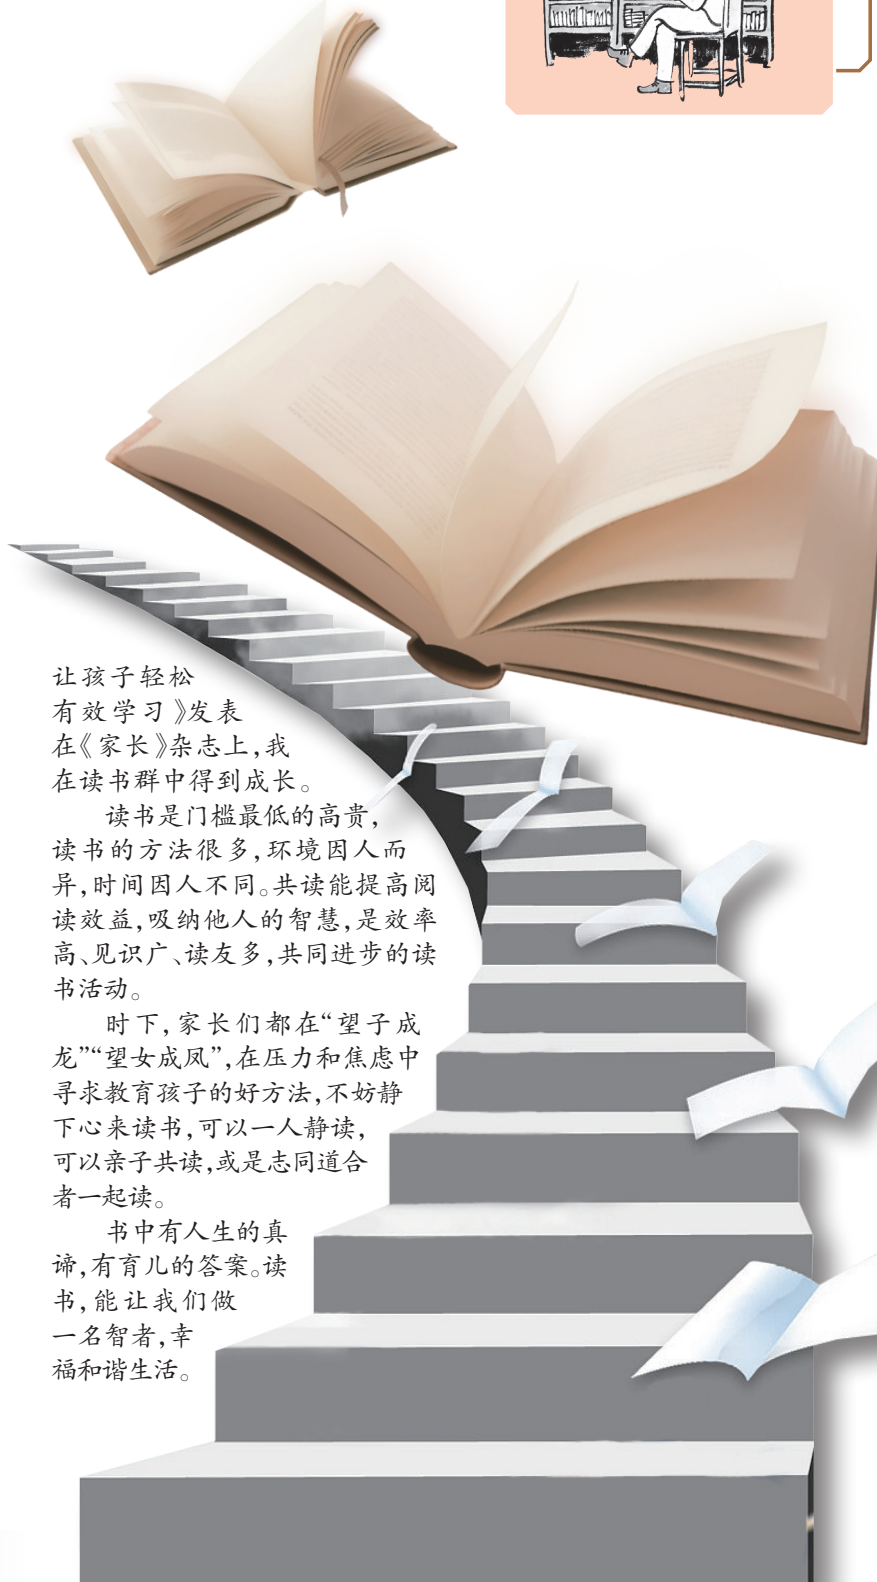 让孩子轻松
有效学习》发表
在《家长》杂志上,我
在读书群中得到成长。
读书是门槛最低的高贵,
读书的方法很多,环境因人而
异,时间因人不同。共读能提高阅
读效益,吸纳他人的智慧,是效率
高、见识广、读友多,共同进步的读
书活动。
时下,家长们都在“望子成
龙”“望女成凤”,在压力和焦虑中
寻求教育孩子的好方法,不妨静
下心来读书,可以一人静读,
可以亲子共读,或是志同道合
者一起读。
书中有人生的真
谛,有育儿的答案。读
书,能让我们做
一名智者,幸
福和谐生活。